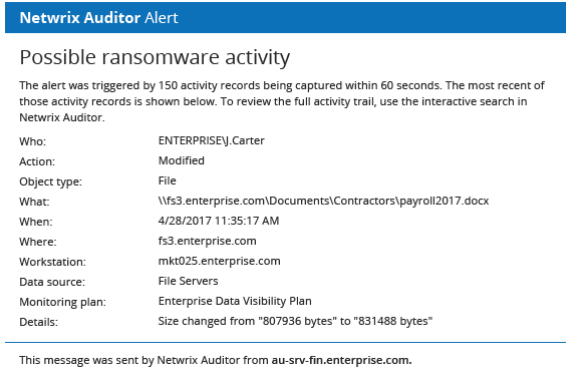 Netwrix Auditor Alert
Possible ransomware activity
The alert was triggered by 150 activity records being captured within 60 seconds. The most recent of
those activity records is shown below. To review the full activity trail, use the interactive search in
Netwrix Auditor.
Who: ENTERPRISE\J.Carter
Action: Modified
Object type: File
What: \\fs3.enterprise.com\Documents\Contractors\payroll2017.docx
When: 4/28/2017 11:35:17 AM
Where: fs3.enterprise.com
Workstation: mkt025.enterprise.com
Data source: File Servers
Monitoring plan: Enterprise Data Visibility Plan
Details: Size changed from "807936 bytes" to "831488 bytes"
This message was sent by Netwrix Auditor from au-srv-fin.enterprise.com.